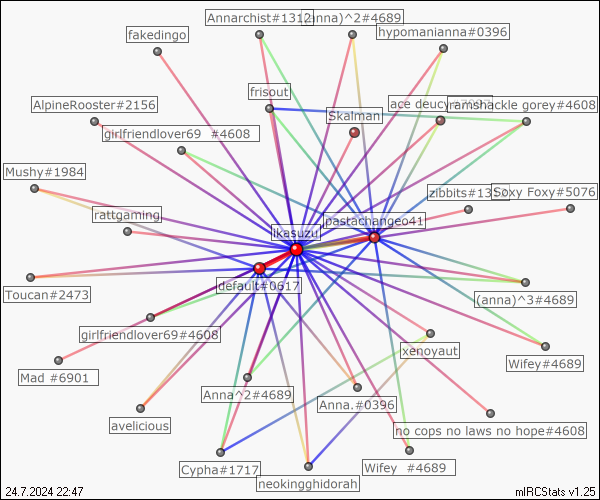 Annarchist#1312
anna)^2#4689
hypomanianna#0396
fakedingo
frisout
ace deucy
ramshackle gorey#4608
AlpineRooster#2156
Skalman
girlfriendlover69 #4608
Mushy#1984
zibbits#13
Soxy Foxy#5076
rattgaming
pastachangeo41
ikasuzu
default#0617
Toucan#2473
(anna)^3#4689
girlfriendlover69#4608
xenoyaut
Wifey#4689
Mad #6901
Anna^2#4689
Anna.#0396
avelicious
no cops no laws no hope#4608
Cypha#1717
Wifey #4689
neokingghidorah
24.7.2024 22:47
mIRCStats v1.25